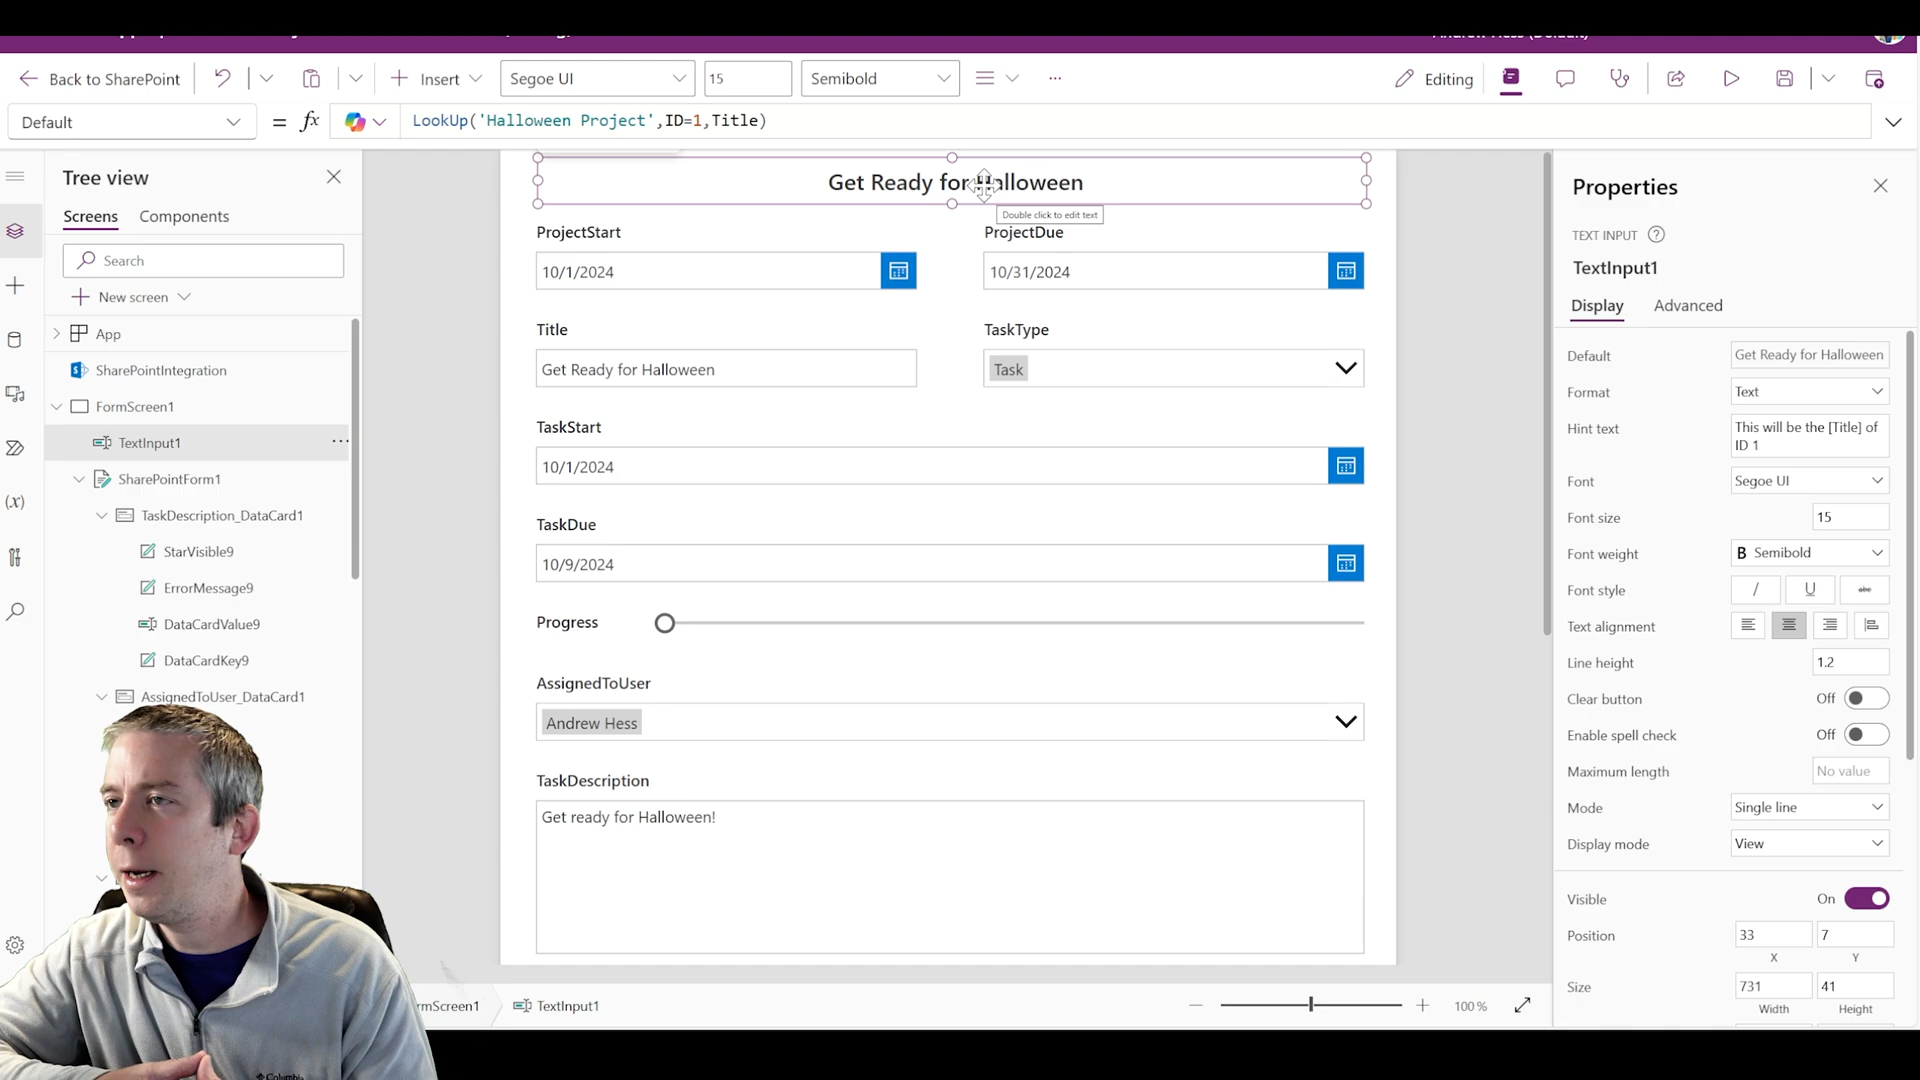 Back to SharePoint
Insert
Segoe UI
15
Semibold
Editing
Default
= fx
LookUp('Halloween Project',ID=1,Title)
Tree view
Screens
Components
Search
New screen
App
SharePointIntegration
FormScreen1
TextInput1
SharePointForm1
TaskDescription_DataCard1
StarVisible9
ErrorMessage9
DataCardValue9
DataCardKey9
AssignedToUser_DataCard1
Get Ready for Halloween
Double click to edit text
ProjectStart
ProjectDue
10/1/2024
10/31/2024
Title
TaskType
Get Ready for Halloween
Task
TaskStart
10/1/2024
TaskDue
10/9/2024
Progress
AssignedToUser
Andrew Hess
TaskDescription
Get ready for Halloween!
mScreen1
TextInput1
100 %
Properties
TEXT INPUT
TextInput1
Display
Advanced
Default
Get Ready for Halloween
Format
Text
Hint text
This will be the [Title] of
ID 1
Font
Segoe UI
Font size
15
Font weight
B Semibold
Font style
/ U abc
Text alignment
Line height
1.2
Clear button
Off
Enable spell check
Off
Maximum length
No value
Mode
Single line
Display mode
View
Visible
On
Position
33
7
X
Y
Size
731
41
Width
Height
Columbia